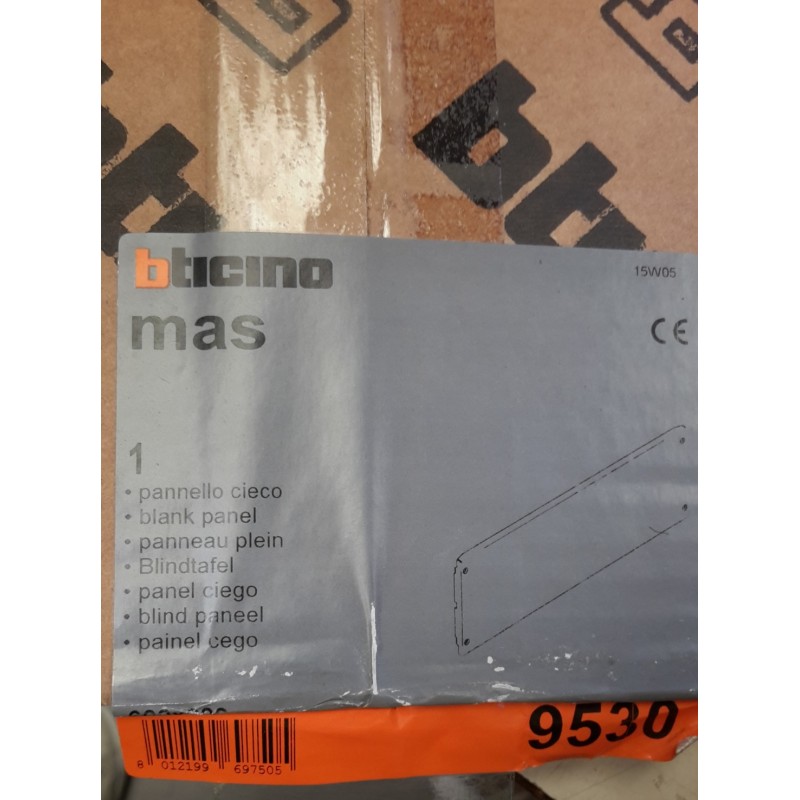 bticino
15W05
mas
CE
1
• pannello cieco
• blank panel
• panneau plein
• Blindtafel
• panel ciego
• blind paneel
• painel cego
9530
8 012199 697505